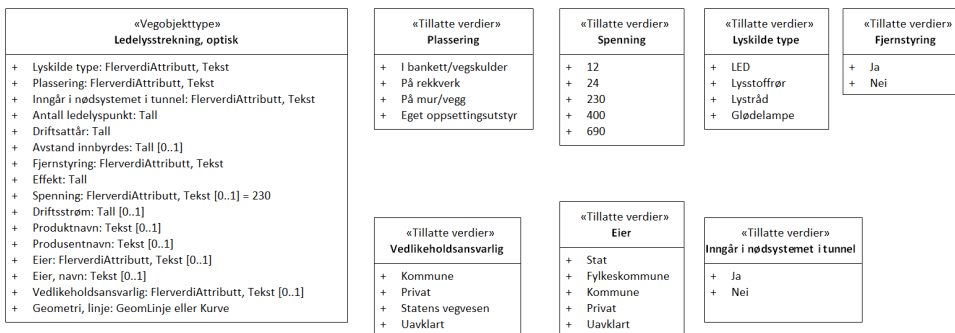 «Vegobjekttype»
Ledelysstrekning, optisk
+ Lyskilde type: FlerverdiAttributt, Tekst
+ Plassering: FlerverdiAttributt, Tekst
+ Inngår i nødsystemet i tunnel: FlerverdiAttributt, Tekst
+ Antall ledelyspunkt: Tall
+ Driftsattår: Tall
+ Avstand innbyrdes: Tall [0..1]
+ Fjernstyring: FlerverdiAttributt, Tekst
+ Effekt: Tall
+ Spenning: FlerverdiAttributt, Tekst [0..1] = 230
+ Driftsstrøm: Tall [0..1]
+ Produktnavn: Tekst [0..1]
+ Produsentnavn: Tekst [0..1]
+ Eier: FlerverdiAttributt, Tekst [0..1]
+ Eier, navn: Tekst [0..1]
+ Vedlikeholdsansvarlig: FlerverdiAttributt, Tekst [0..1]
+ Geometri, linje: GeomLinje eller Kurve
«Tillatte verdier»
Plassering
+ I bankett/vegskulder
+ På rekkverk
+ På mur/vegg
+ Eget oppsettingsutstyr
«Tillatte verdier»
Spenning
+ 12
+ 24
+ 230
+ 400
+ 690
«Tillatte verdier»
Lyskilde type
+ LED
+ Lysstoffrør
+ Lystråd
+ Glødelampe
«Tillatte verdier»
Fjernstyring
+ Ja
+ Nei
«Tillatte verdier»
Vedlikeholdsansvarlig
+ Kommune
+ Privat
+ Statens vegvesen
+ Uavklart
«Tillatte verdier»
Eier
+ Stat
+ Fylkeskommune
+ Kommune
+ Privat
+ Uavklart
«Tillatte verdier»
Inngår i nødsystemet i tunnel
+ Ja
+ Nei